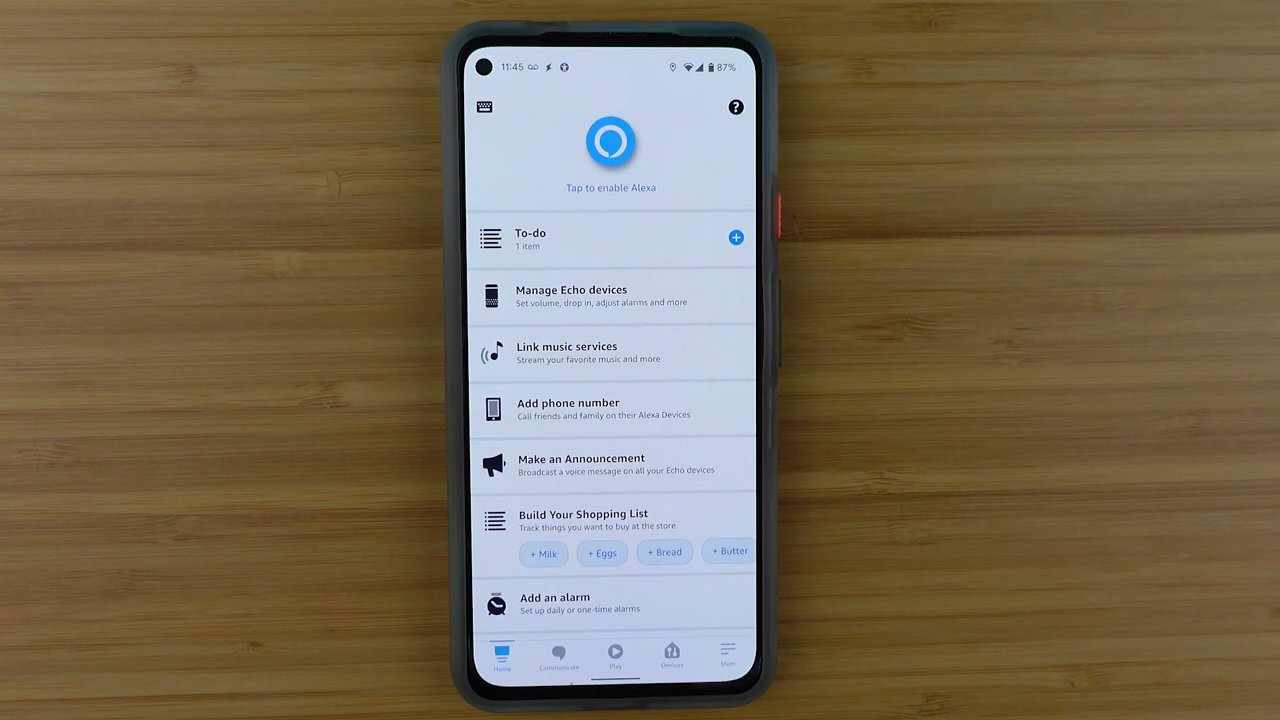 11:45 87%
?
Tap to enable Alexa
To-do
1 item
Manage Echo devices
Set volume, drop in, adjust alarms and more
Link music services
Stream your favorite music and more
Add phone number
Call friends and family on their Alexa Devices
Make an Announcement
Broadcast a voice message on all your Echo devices
Build Your Shopping List
Track things you want to buy at the store
+ Milk + Eggs + Bread + Butter
Add an alarm
Set up daily or one-time alarms
Home Communicate Play Devices More